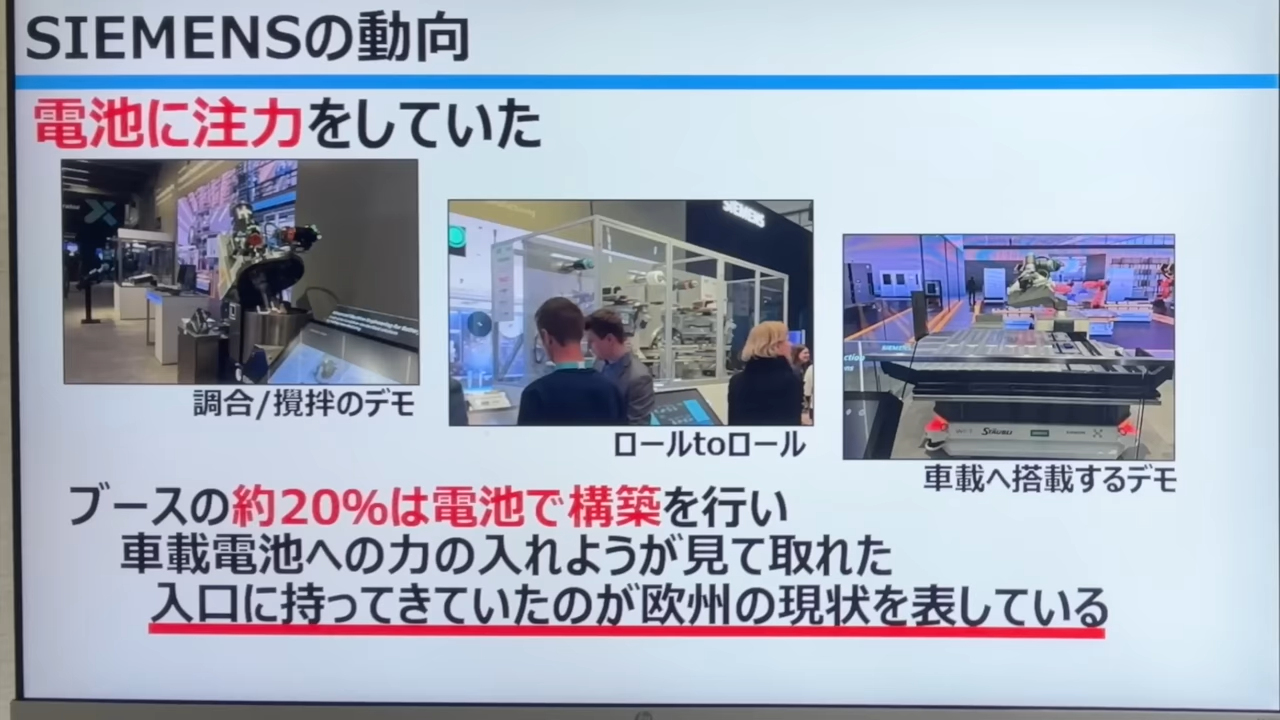 SIEMENSの動向
電池に注力をしていた
SIEMENS
SIEMENS
STÄUBLI
調合/攪拌のデモ
ロールtoロール
車載へ搭載するデモ
ブースの約20%は電池で構築を行い
車載電池への力の入れようが見て取れた
入口に持ってきていたのが欧州の現状を表している